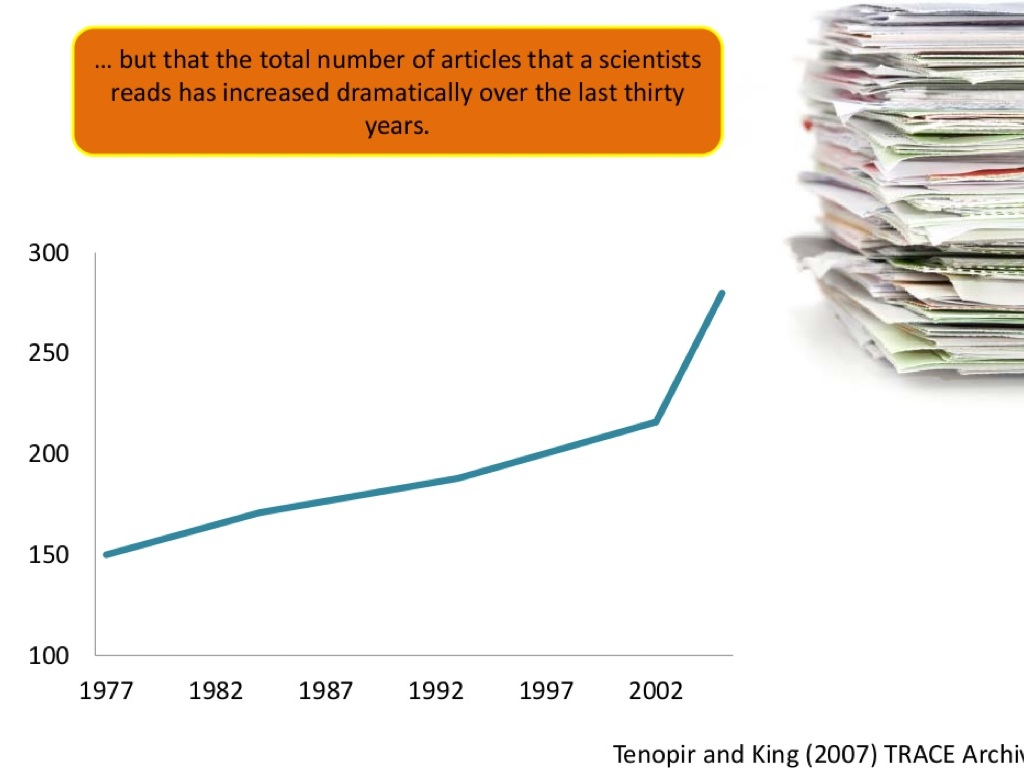 … but that the total number of articles that a scientists
reads has increased dramatically over the last thirty
years.
300
250
200
150
100
1977 1982 1987 1992 1997 2002
Tenopir and King (2007) TRACE Archiv